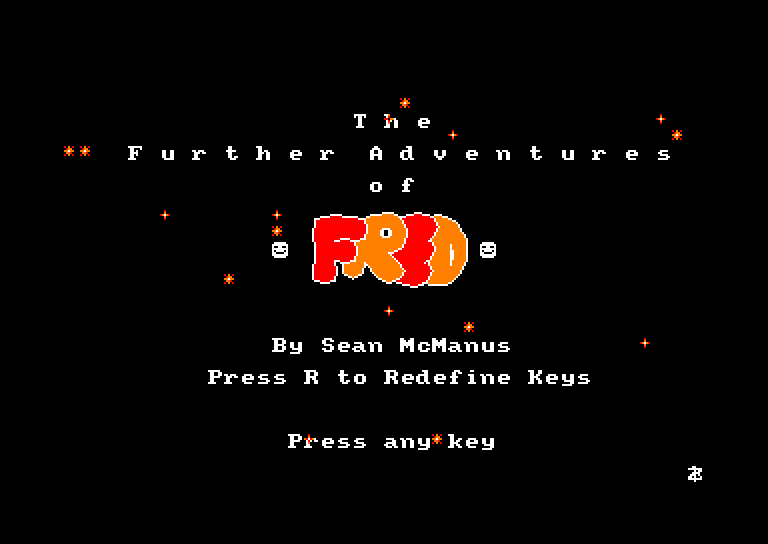 The
Further Adventures
of
FRED
By Sean McManus
Press R to Redefine Keys
Press any key